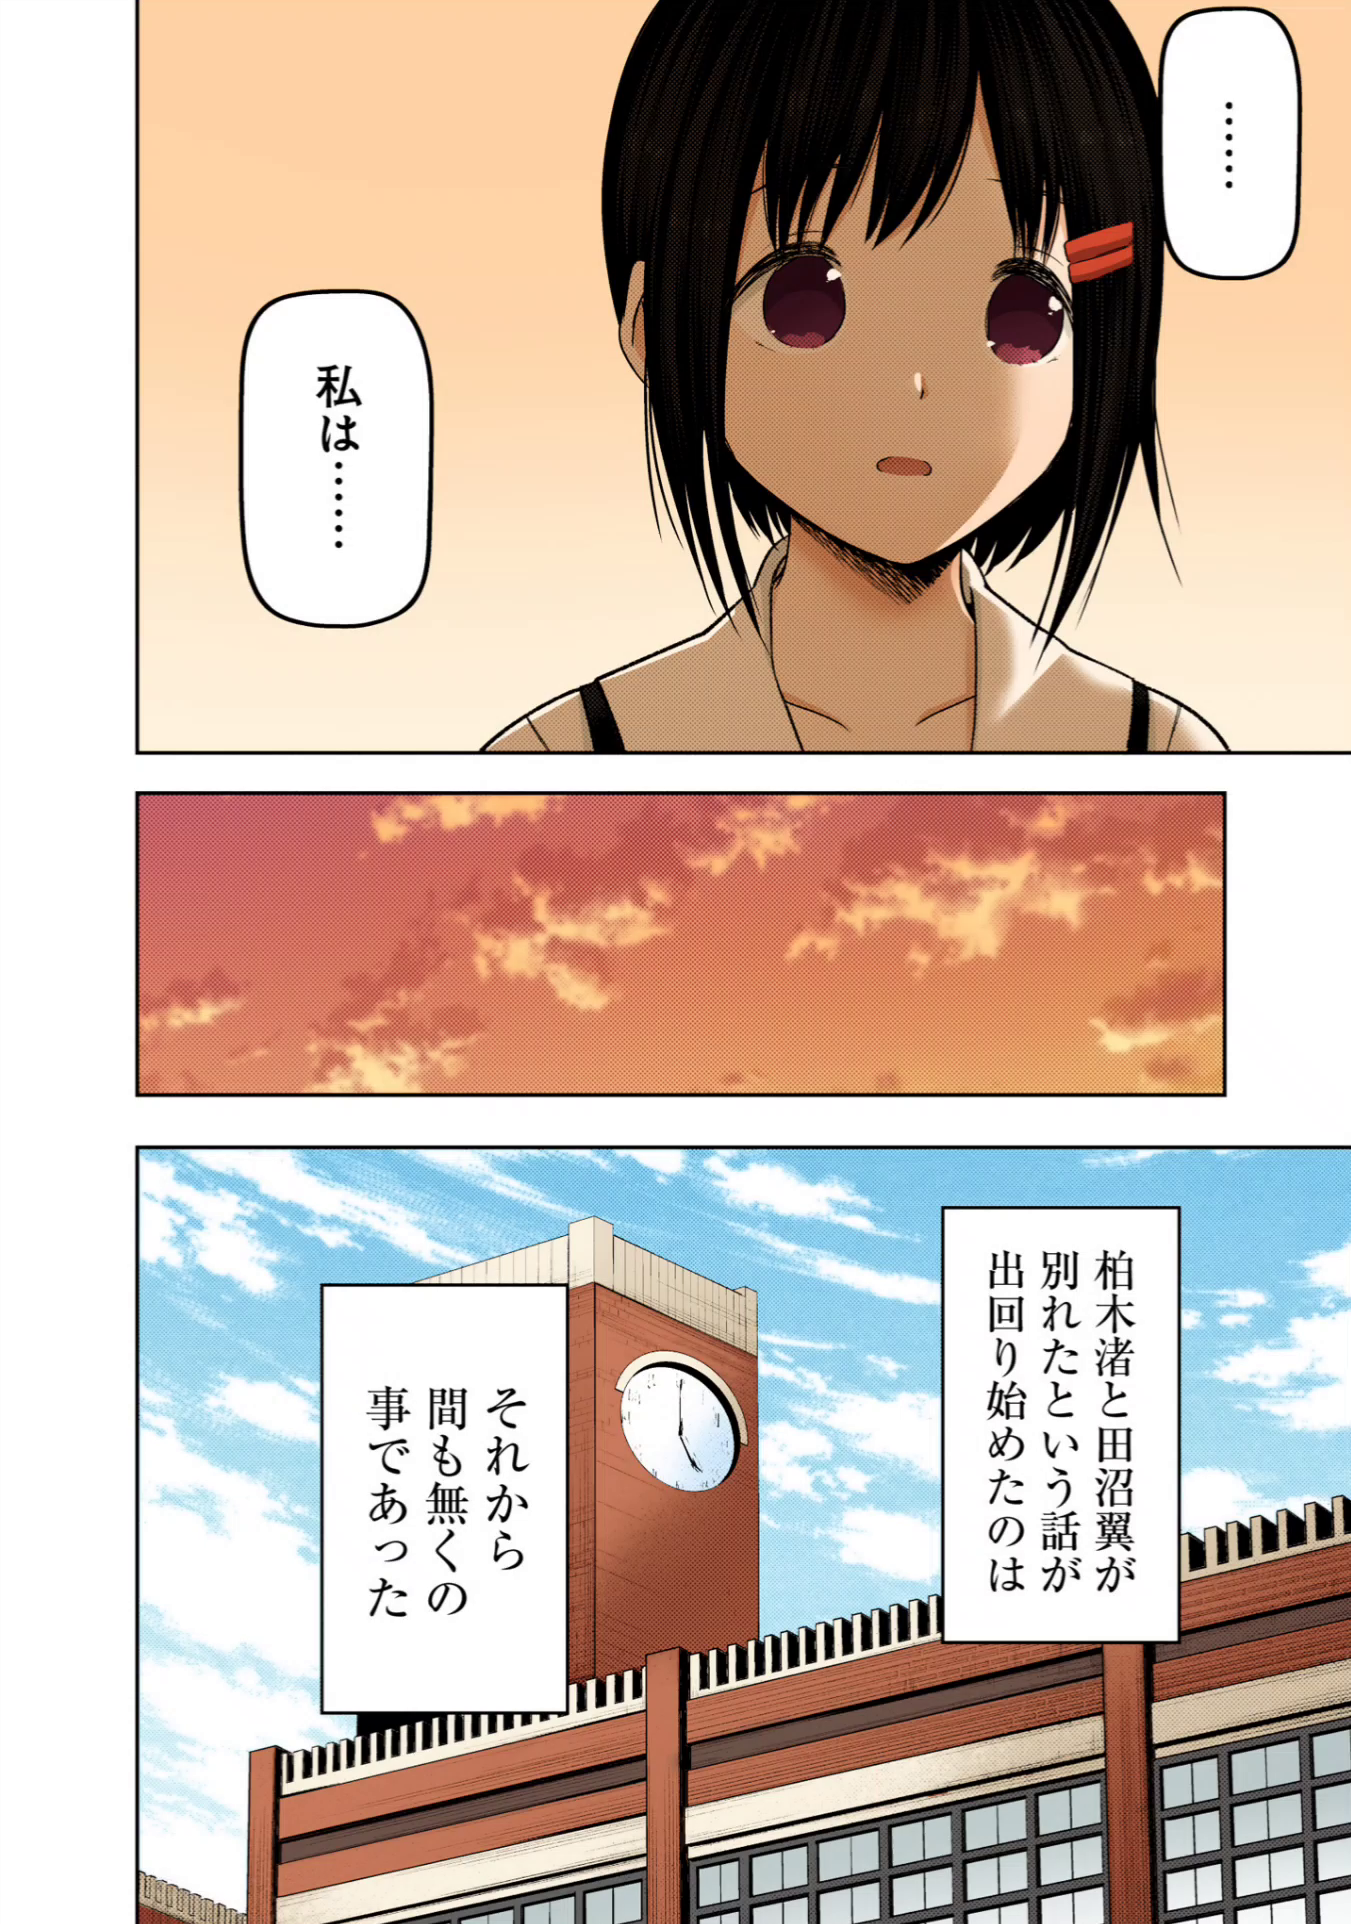 ………
私は……
柏木渚と田沼翼が
別れたという話が
出回り始めたのは
それから
間も無くの
事であった